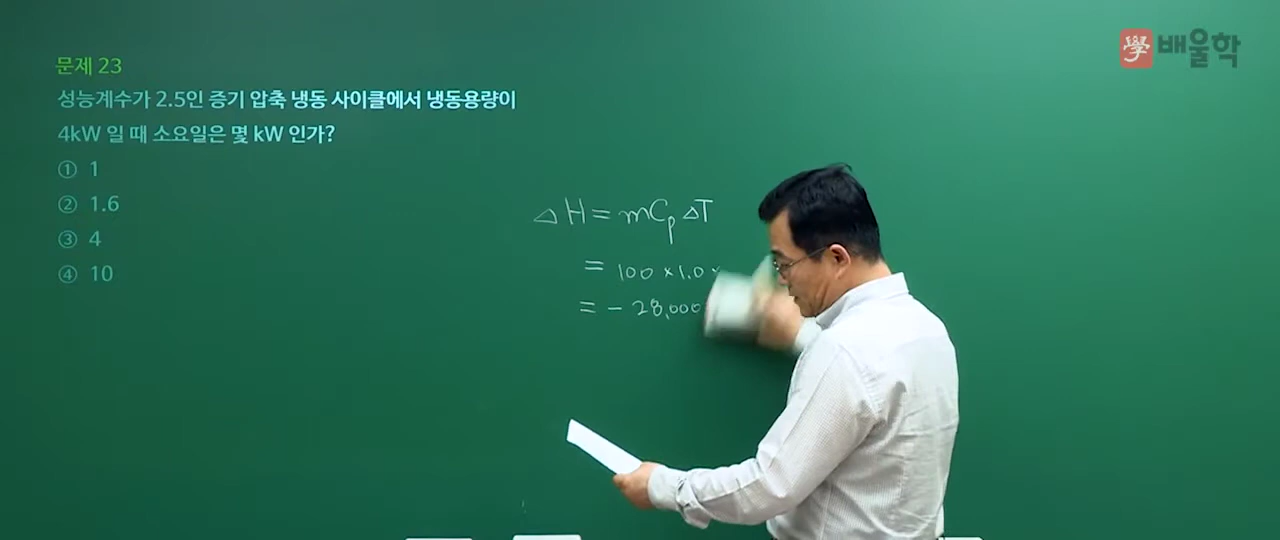 學 배울학
문제 23
성능계수가 2.5인 증기 압축 냉동 사이클에서 냉동용량이
4kW 일 때 소요일은 몇 kW 인가?
① 1
② 1.6
③ 4
④ 10
△H = mCp △T
= 100 × 1.0 ×
= - 28,000